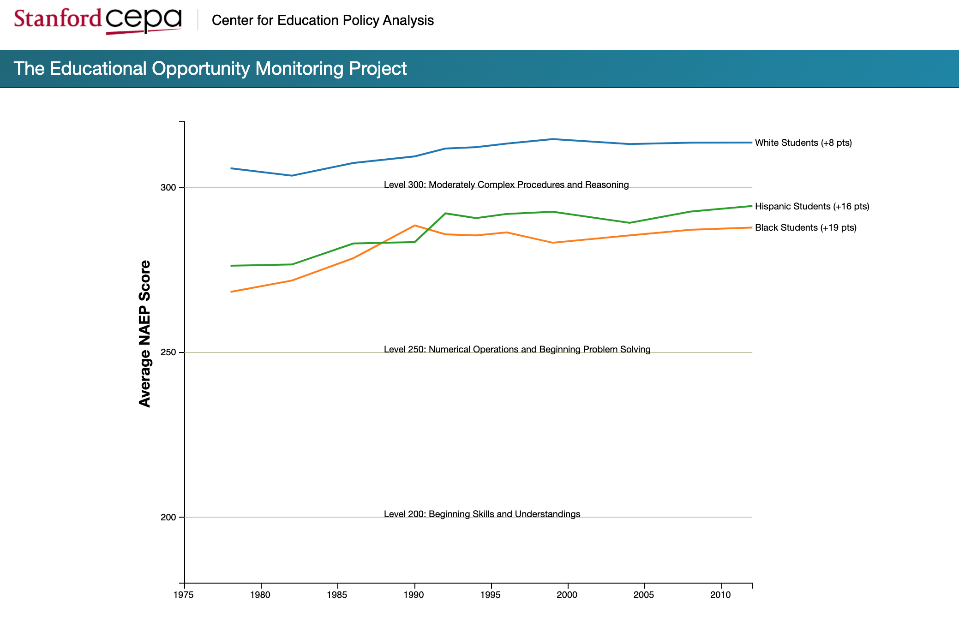 Stanford cepa Center for Education Policy Analysis
The Educational Opportunity Monitoring Project
White Students (+8 pts)
300
Level 300: Moderately Complex Procedures and Reasoning
Hispanic Students (+16 pts)
Black Students (+19 pts)
Average NAEP Score
250
Level 250: Numerical Operations and Beginning Problem Solving
200
Level 200: Beginning Skills and Understandings
1975 1980 1985 1990 1995 2000 2005 2010